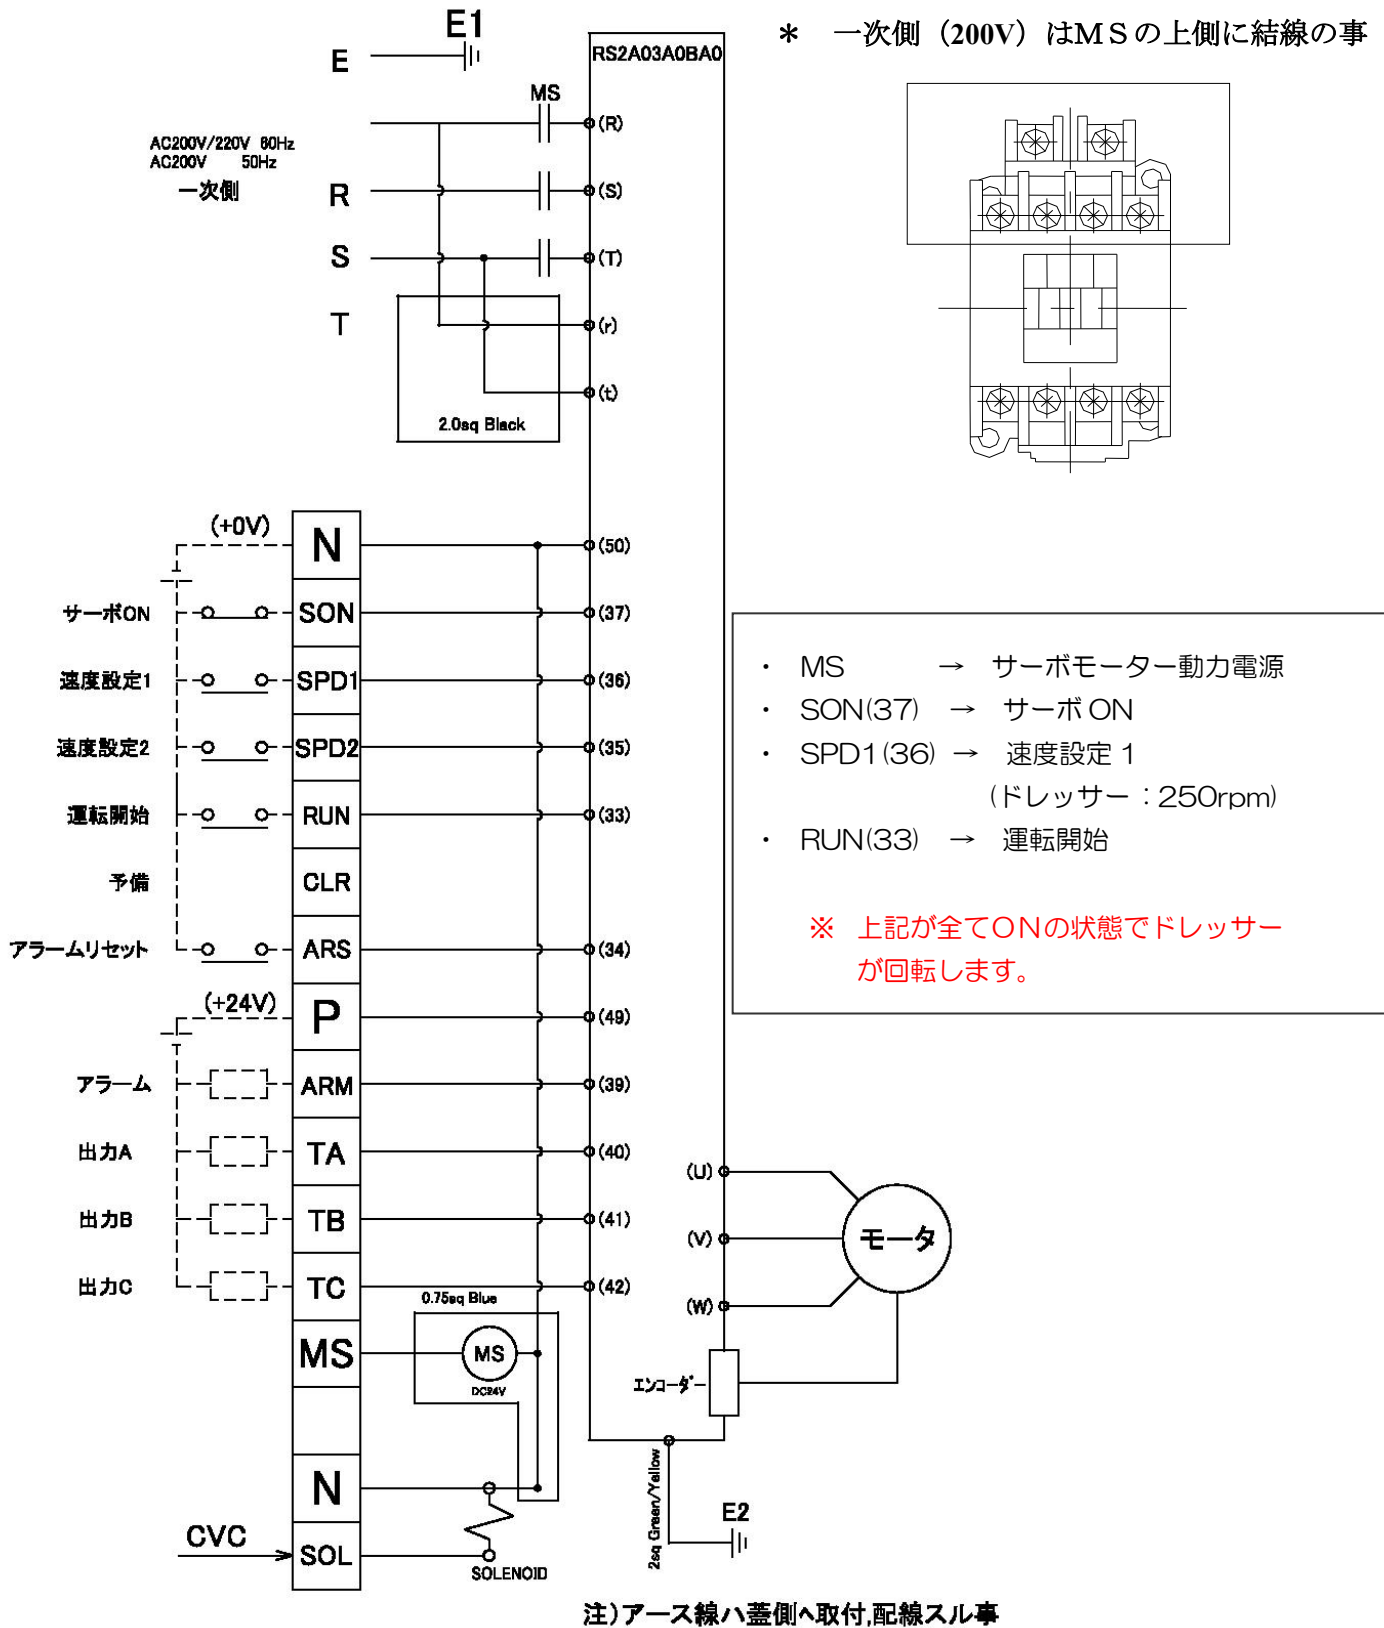 E1
E
RS2A03A0BA0
＊　一次側（200V）はＭＳの上側に結線の事
MS
(R)
AC200V/220V 60Hz
AC200V 50Hz
一次側
R
(S)
S
(T)
T
(r)
(t)
2.0sq Black
(+0V)
N
(50)
サーボON
SON
(37)
速度設定1
SPD1
(36)
速度設定2
SPD2
(35)
運転開始
RUN
(33)
予備
CLR
アラームリセット
ARS
(34)
(+24V)
P
(49)
アラーム
ARM
(39)
出力A
TA
(40)
出力B
TB
(41)
出力C
TC
(42)
・ MS → サーボモーター動力電源
・ SON(37) → サーボ ON
・ SPD1(36) → 速度設定 1
(ドレッサー：250rpm)
・ RUN(33) → 運転開始
※ 上記が全てＯＮの状態でドレッサー
が回転します。
(U)
(V)
(W)
モータ
0.75sq Blue
MS
MS
DC24V
エンコーダー
N
2sq Green/Yellow
E2
CVC
SOL
SOLENOID
注)アース線ハ蓋側ヘ取付,配線スル事